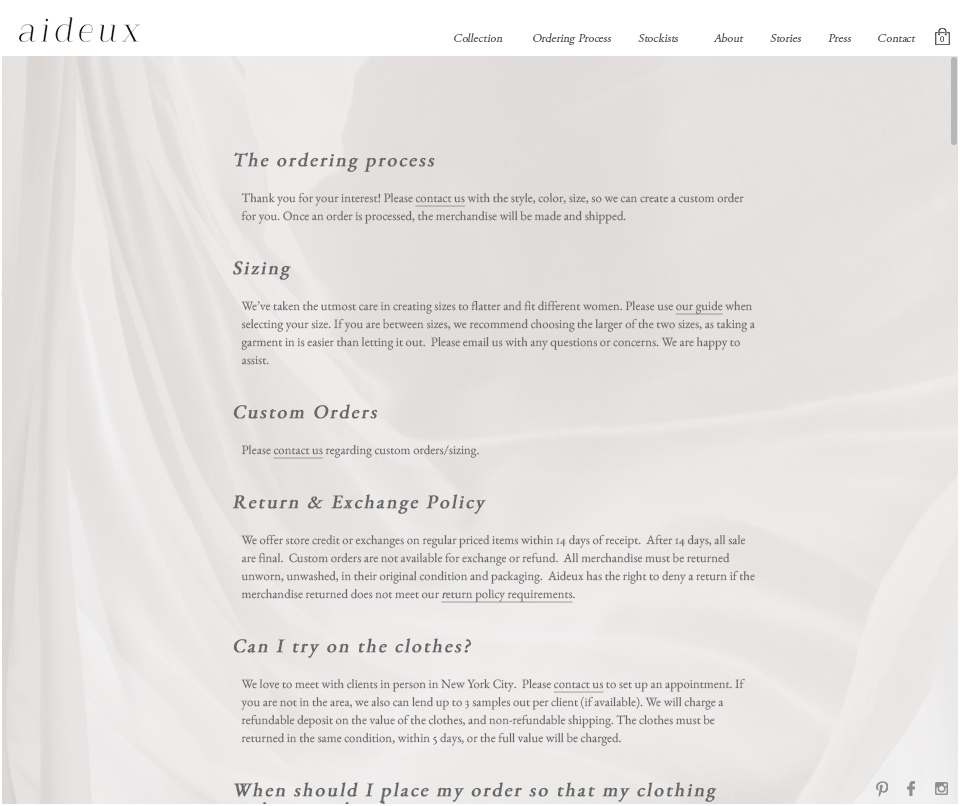 aideux
Collection Ordering Process Stockists About Stories Press Contact 0
The ordering process
Thank you for your interest! Please contact us with the style, color, size, so we can create a custom order
for you. Once an order is processed, the merchandise will be made and shipped.
Sizing
We've taken the utmost care in creating sizes to flatter and fit different women. Please use our guide when
selecting your size. If you are between sizes, we recommend choosing the larger of the two sizes, as taking a
garment in is easier than letting it out. Please email us with any questions or concerns. We are happy to
assist.
Custom Orders
Please contact us regarding custom orders/sizing.
Return & Exchange Policy
We offer store credit or exchanges on regular priced items within 14 days of receipt. After 14 days, all sale
are final. Custom orders are not available for exchange or refund. All merchandise must be returned
unworn, unwashed, in their original condition and packaging. Aideux has the right to deny a return if the
merchandise returned does not meet our return policy requirements.
Can I try on the clothes?
We love to meet with clients in person in New York City. Please contact us to set up an appointment. If
you are not in the area, we also can lend up to 3 samples out per client (if available). We will charge a
refundable deposit on the value of the clothes, and non-refundable shipping. The clothes must be
returned in the same condition, within 5 days, or the full value will be charged.
When should I place my order so that my clothing